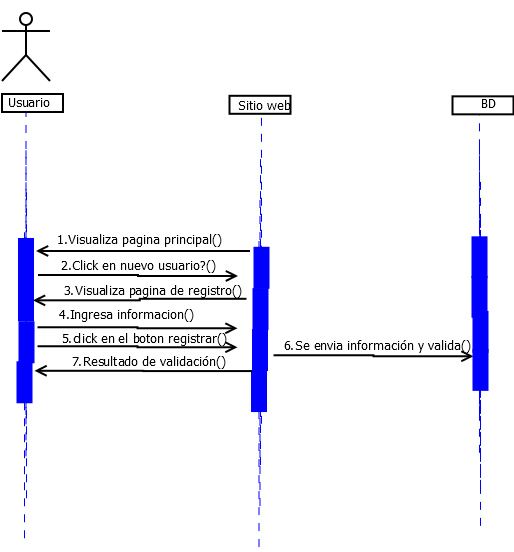 Usuario
Sitio web
BD
1.Visualiza pagina principal()
2.Click en nuevo usuario?()
3.Visualiza pagina de registro()
4.Ingresa informacion()
5.click en el boton registrar()
6.Se envia información y valida()
7.Resultado de validación()